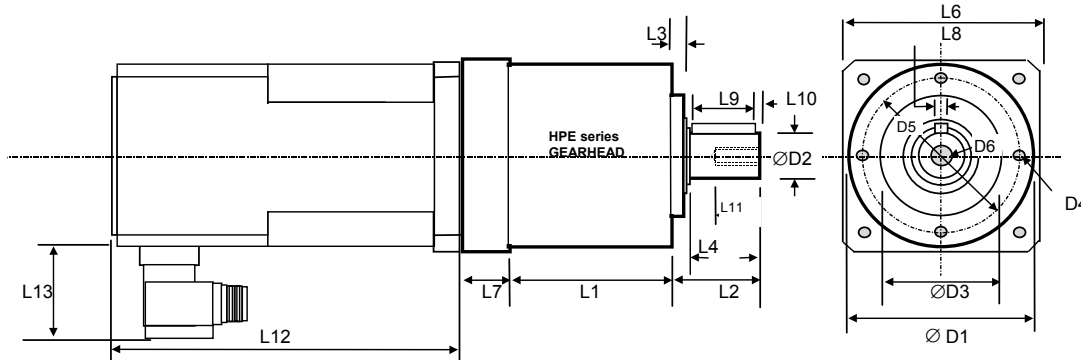 L6
L3
L8
L9
L10
HPE series
GEARHEAD
D5
D6
∅D2
L11
D4
L4
L13
L7
L1
L2
∅D3
L12
∅ D1